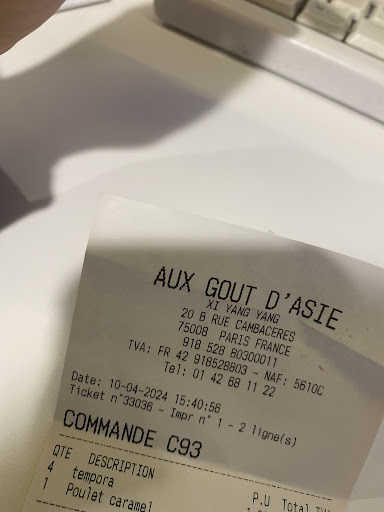 AUX GOUT D'ASIE
XI YANG YANG
20 B RUE CAMBACERES
75008 PARIS FRANCE
918 528 80300011
TVA: FR 42 918528803 - NAF: 5610C
Tel: 01 42 68 11 22
Date: 10-04-2024 15:40:56
Ticket n°33036 - Impr n° 1 - 2 ligne(s)
COMMANDE C93
QTE DESCRIPTION P.U Total
4 tempora
1 Poulet caramel